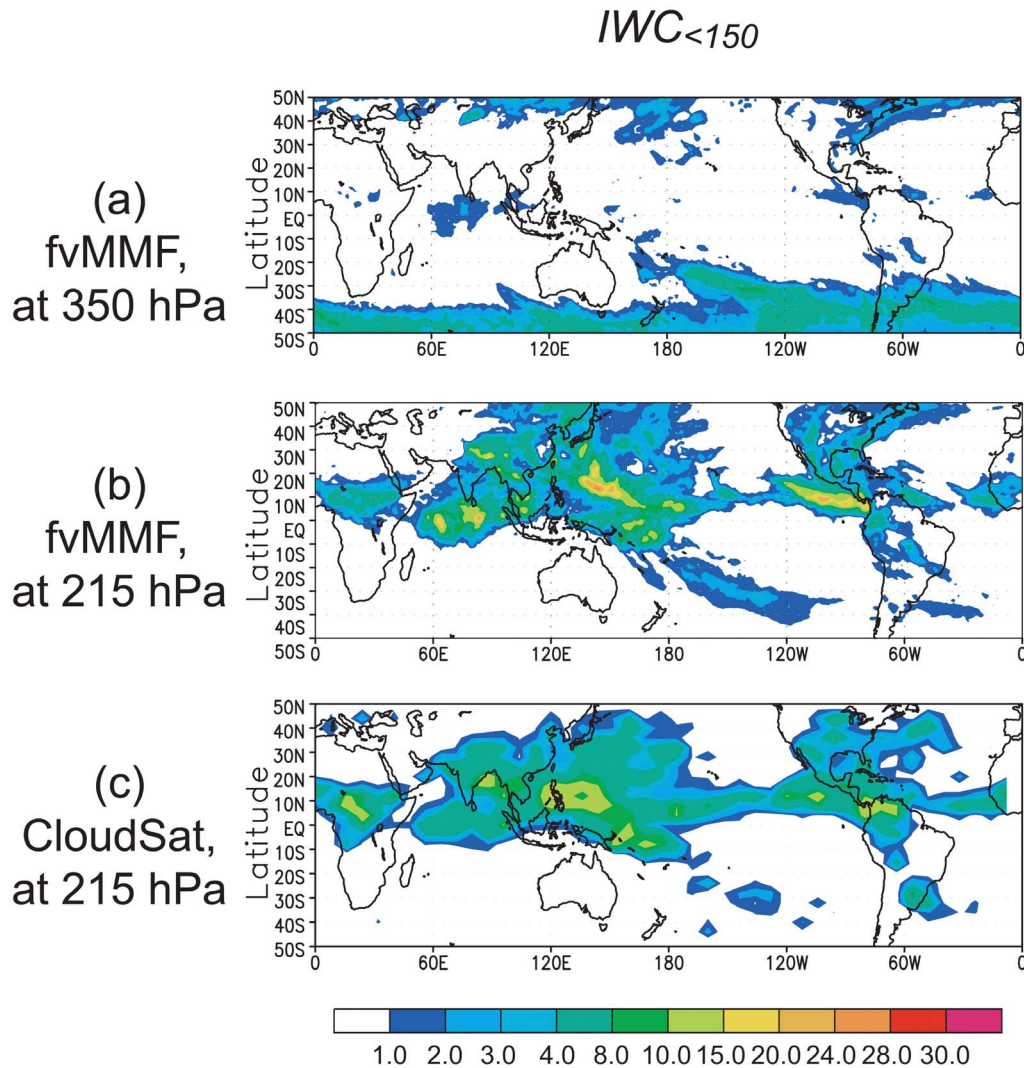 IWC<150
(a)
fvMMF,
at 350 hPa
Latitude
50N
40N
30N
20N
10N
EQ
10S
20S
30S
40S
50S
0 60E 120E 180 120W 60W 0
(b)
fvMMF,
at 215 hPa
Latitude
50N
40N
30N
20N
10N
EQ
10S
20S
30S
40S
50S
0 60E 120E 180 120W 60W 0
(c)
CloudSat,
at 215 hPa
Latitude
50N
40N
30N
20N
10N
EQ
10S
20S
30S
40S
50S
0 60E 120E 180 120W 60W 0
1.0 2.0 3.0 4.0 8.0 10.0 15.0 20.0 24.0 28.0 30.0